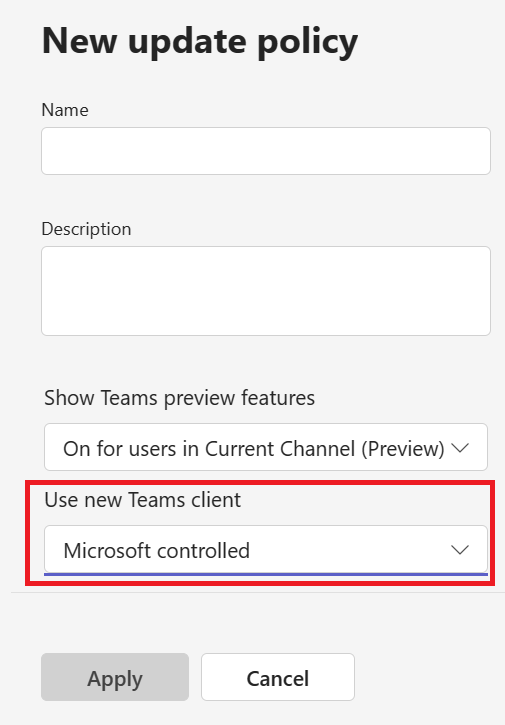 New update policy
Name
Description
Show Teams preview features
On for users in Current Channel (Preview)
Use new Teams client
Microsoft controlled
Apply
Cancel